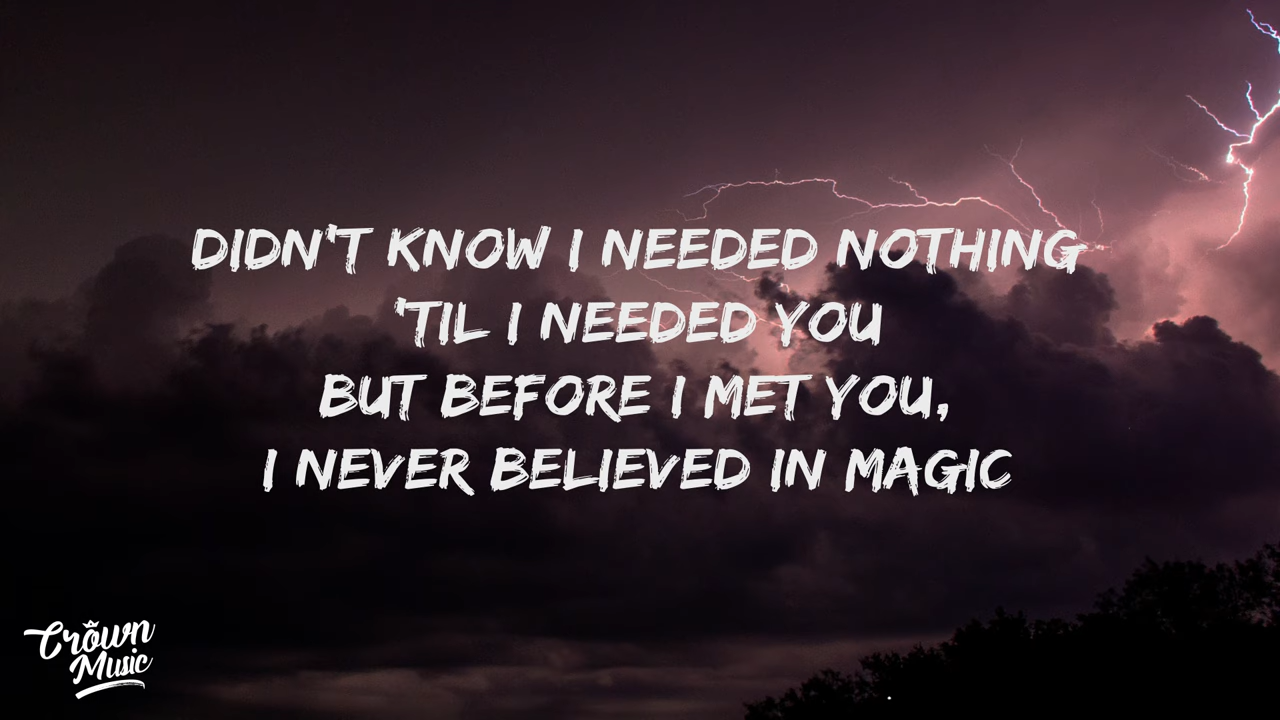 DIDN'T KNOW I NEEDED NOTHING
'TIL I NEEDED YOU
BUT BEFORE I MET YOU,
I NEVER BELIEVED IN MAGIC
Crown
Music